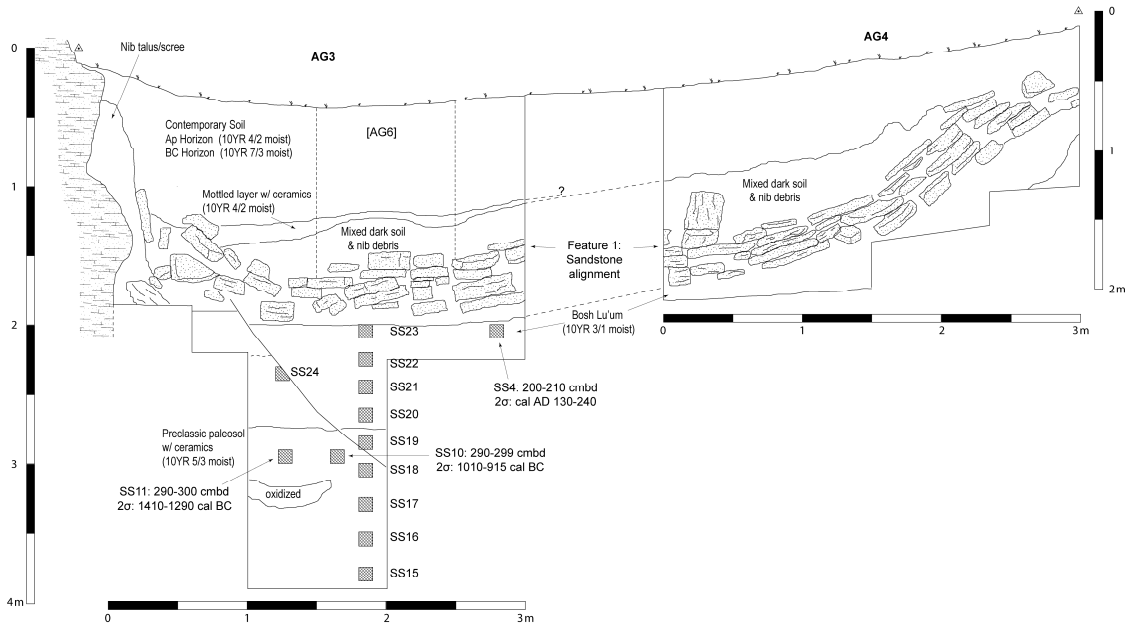 0
Nib talus/scree
AG3
AG4
0
Contemporary Soil
Ap Horizon (10YR 4/2 moist)
BC Horizon (10YR 7/3 moist)
[AG6]
1
1
Mottled layer w/ ceramics
(10YR 4/2 moist)
?
Mixed dark soil
& nib debris
Mixed dark soil
& nib debris
Feature 1:
Sandstone
alignment
2m
2
Bosh Lu'um
(10YR 3/1 moist)
0
1
2
3m
SS23
SS22
SS24
SS21
SS4: 200-210 cmbd
2σ: cal AD 130-240
SS20
Preclassic paleosol
w/ ceramics
(10YR 5/3 moist)
SS19
3
SS10: 290-299 cmbd
2σ: 1010-915 cal BC
SS18
SS11: 290-300 cmbd
2σ: 1410-1290 cal BC
oxidized
SS17
SS16
SS15
4m
0
1
2
3m